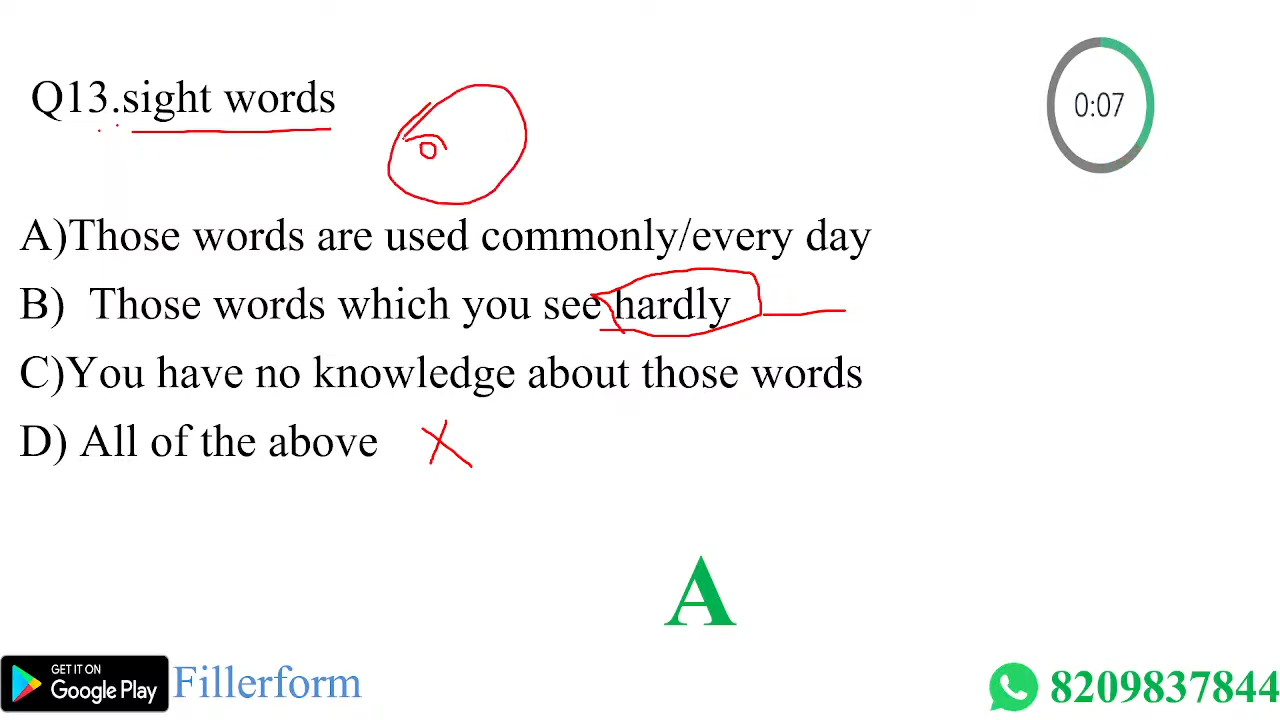 Q13.sight words
0:07
A)Those words are used commonly/every day
B) Those words which you see hardly
C)You have no knowledge about those words
D) All of the above
A
GET IT ON
Google Play
Fillerform
8209837844